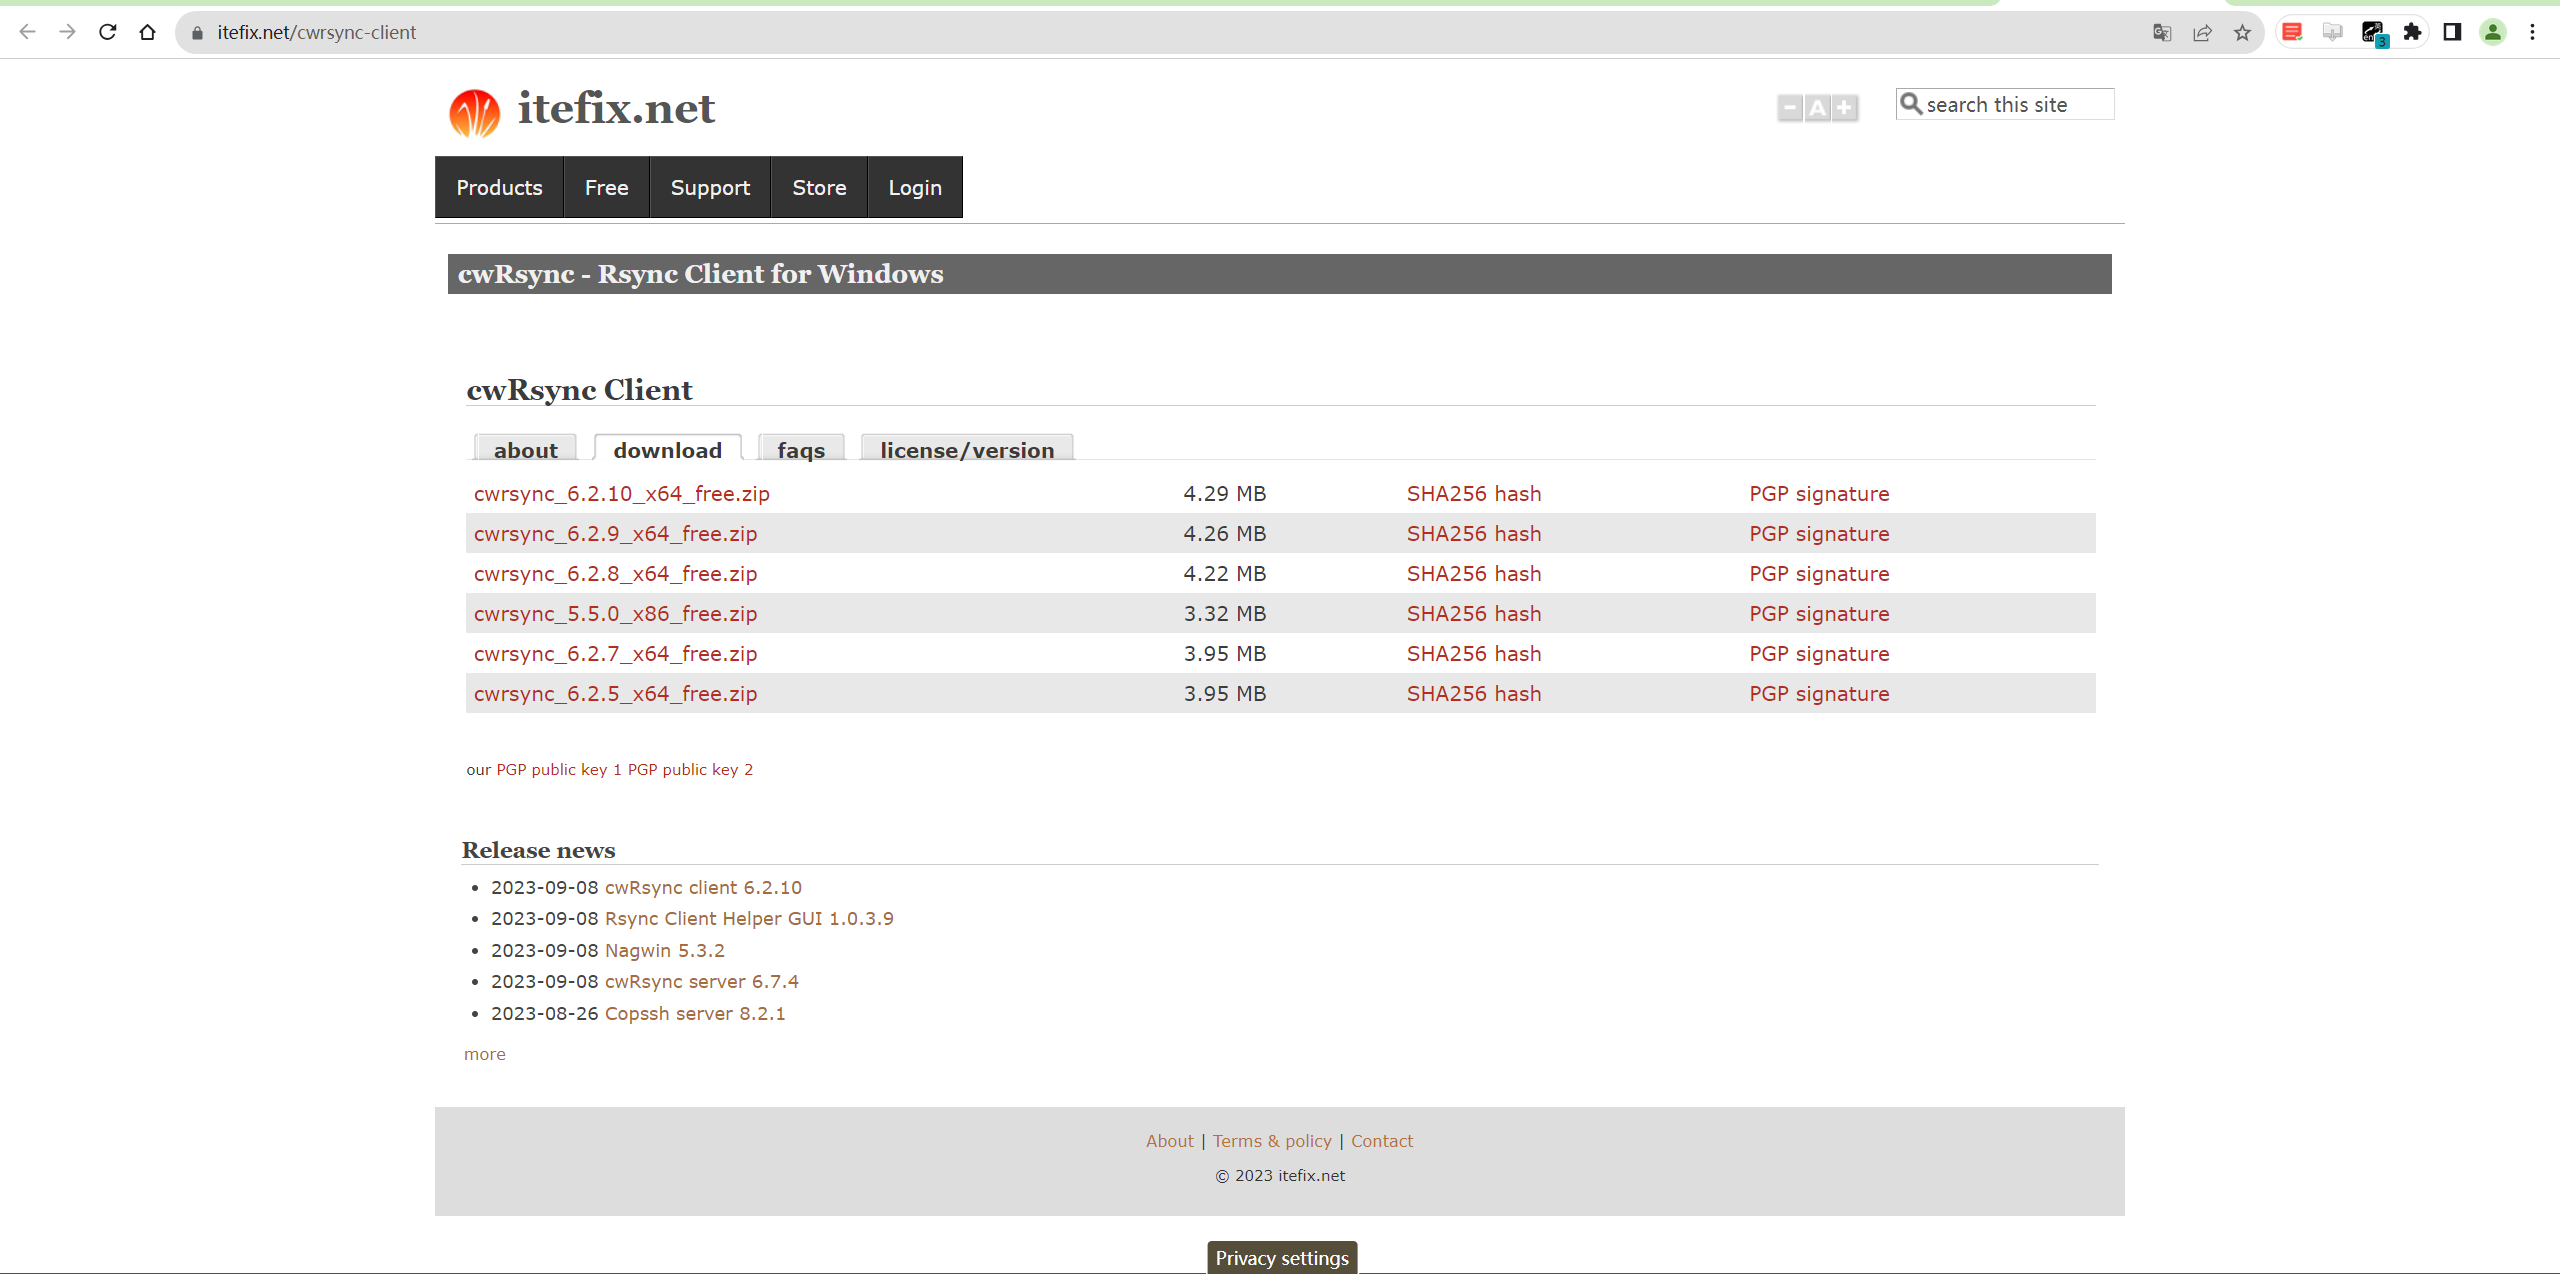 itefix.net/cwrsync-client
3
itefix.net
- A +
search this site
Products Free Support Store Login
cwRsync - Rsync Client for Windows
cwRsync Client
about download faqs license/version
cwrsync_6.2.10_x64_free.zip 4.29 MB SHA256 hash PGP signature
cwrsync_6.2.9_x64_free.zip 4.26 MB SHA256 hash PGP signature
cwrsync_6.2.8_x64_free.zip 4.22 MB SHA256 hash PGP signature
cwrsync_5.5.0_x86_free.zip 3.32 MB SHA256 hash PGP signature
cwrsync_6.2.7_x64_free.zip 3.95 MB SHA256 hash PGP signature
cwrsync_6.2.5_x64_free.zip 3.95 MB SHA256 hash PGP signature
our PGP public key 1 PGP public key 2
Release news
• 2023-09-08 cwRsync client 6.2.10
• 2023-09-08 Rsync Client Helper GUI 1.0.3.9
• 2023-09-08 Nagwin 5.3.2
• 2023-09-08 cwRsync server 6.7.4
• 2023-08-26 Copssh server 8.2.1
more
About | Terms & policy | Contact
© 2023 itefix.net
Privacy settings